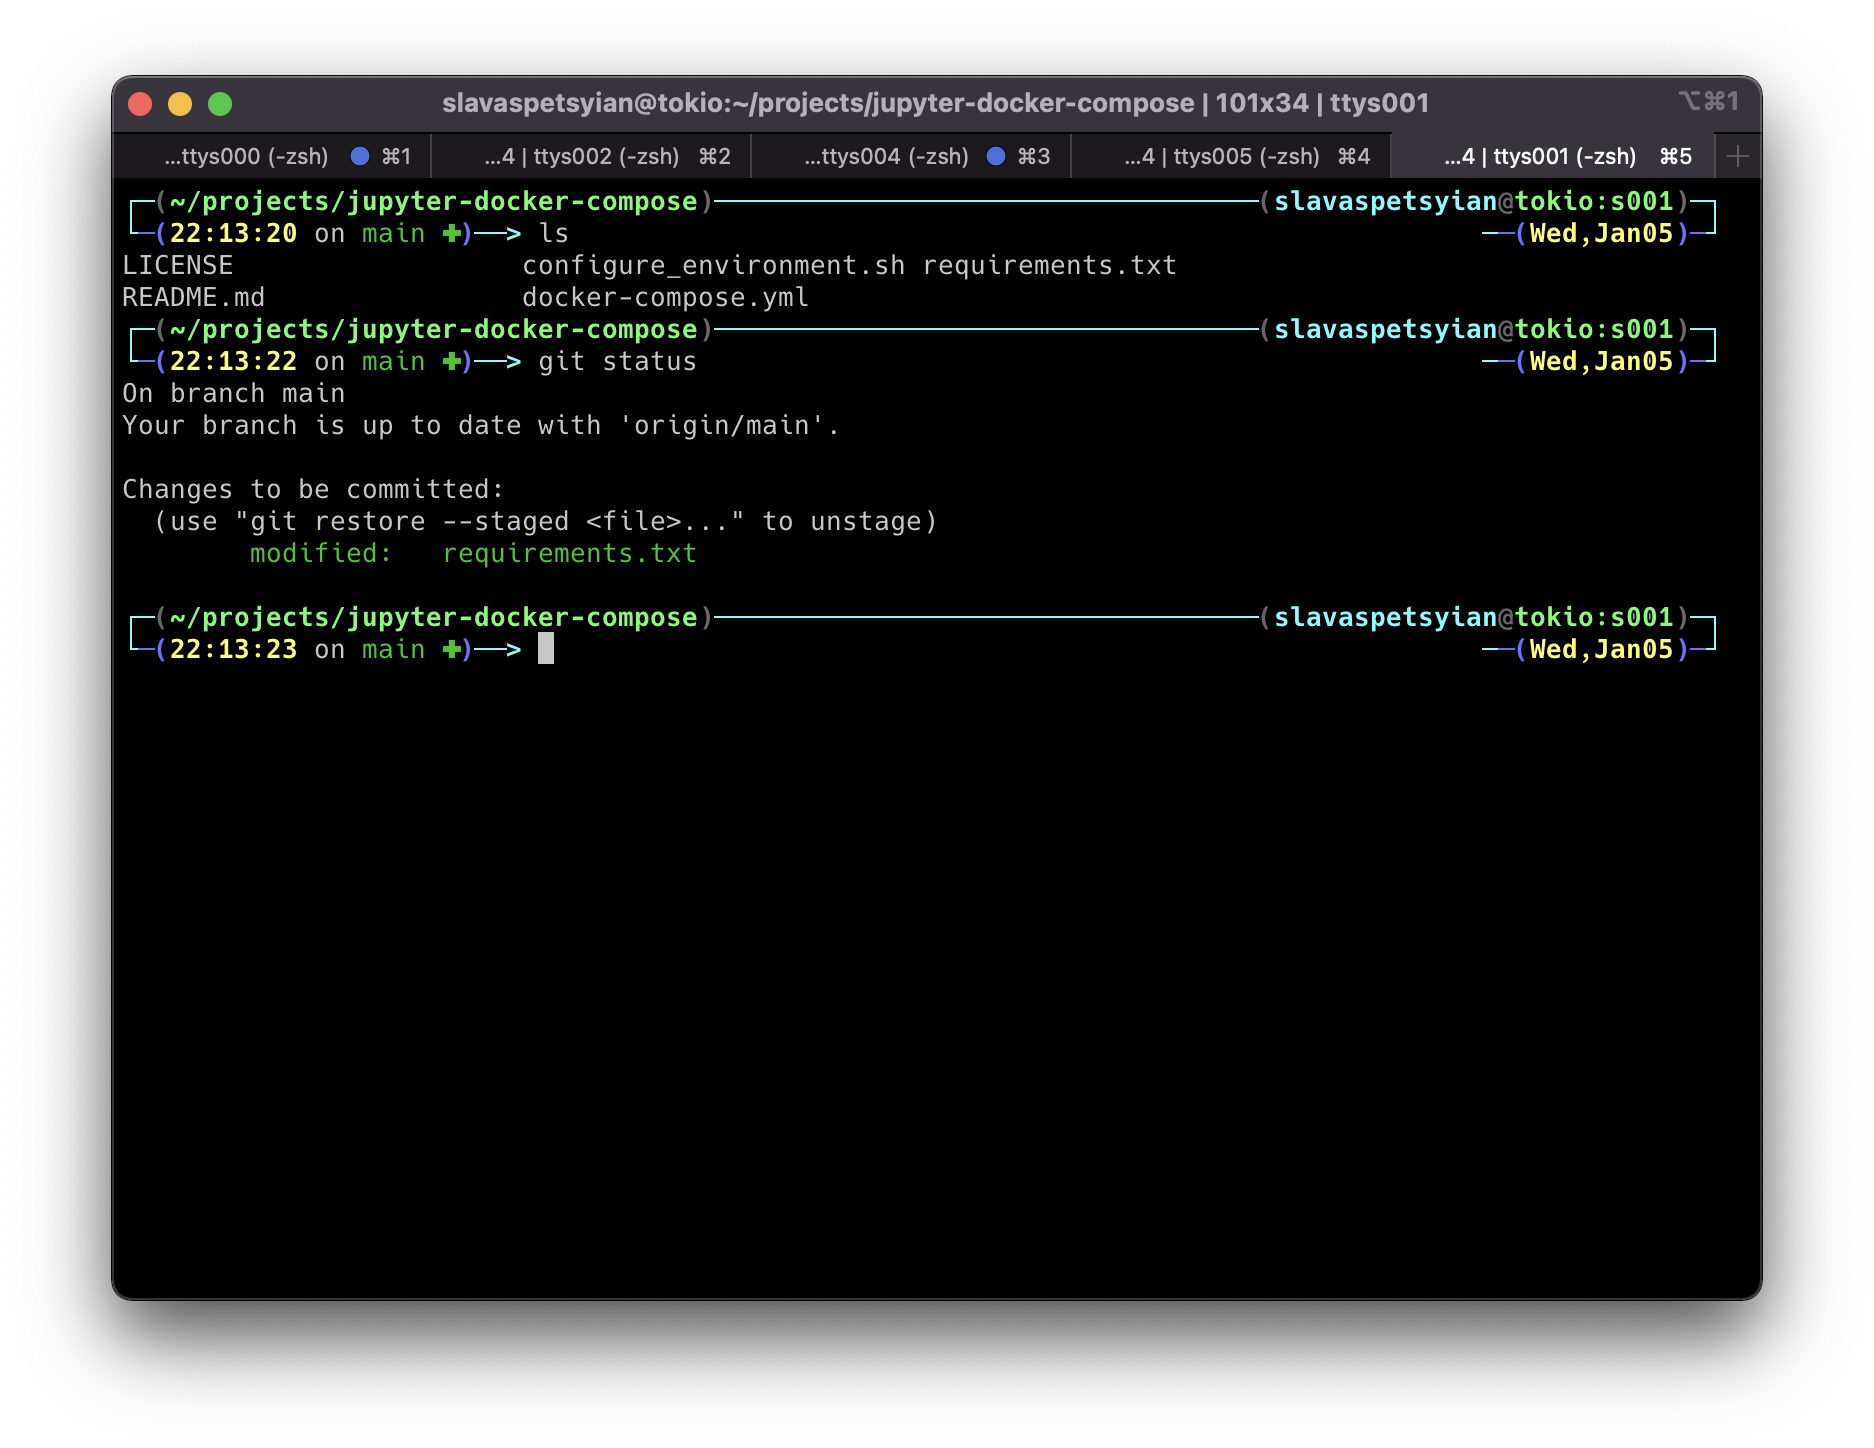 slavaspetsyian@tokio:~/projects/jupyter-docker-compose | 101x34 | ttys001 ⌥⌘1
...ttys000 (-zsh) ⌘1 ...4 | ttys002 (-zsh) ⌘2 ...ttys004 (-zsh) ⌘3 ...4 | ttys005 (-zsh) ⌘4 ...4 | ttys001 (-zsh) ⌘5 +
┌─(~/projects/jupyter-docker-compose)──────────────────────────────────(slavaspetsyian@tokio:s001)─┐
└─(22:13:20 on main ✚)──> ls ──(Wed,Jan05)─┘
LICENSE configure_environment.sh requirements.txt
README.md docker-compose.yml
┌─(~/projects/jupyter-docker-compose)──────────────────────────────────(slavaspetsyian@tokio:s001)─┐
└─(22:13:22 on main ✚)──> git status ──(Wed,Jan05)─┘
On branch main
Your branch is up to date with 'origin/main'.
Changes to be committed:
(use "git restore --staged <file>..." to unstage)
modified: requirements.txt
┌─(~/projects/jupyter-docker-compose)──────────────────────────────────(slavaspetsyian@tokio:s001)─┐
└─(22:13:23 on main ✚)──> ──(Wed,Jan05)─┘